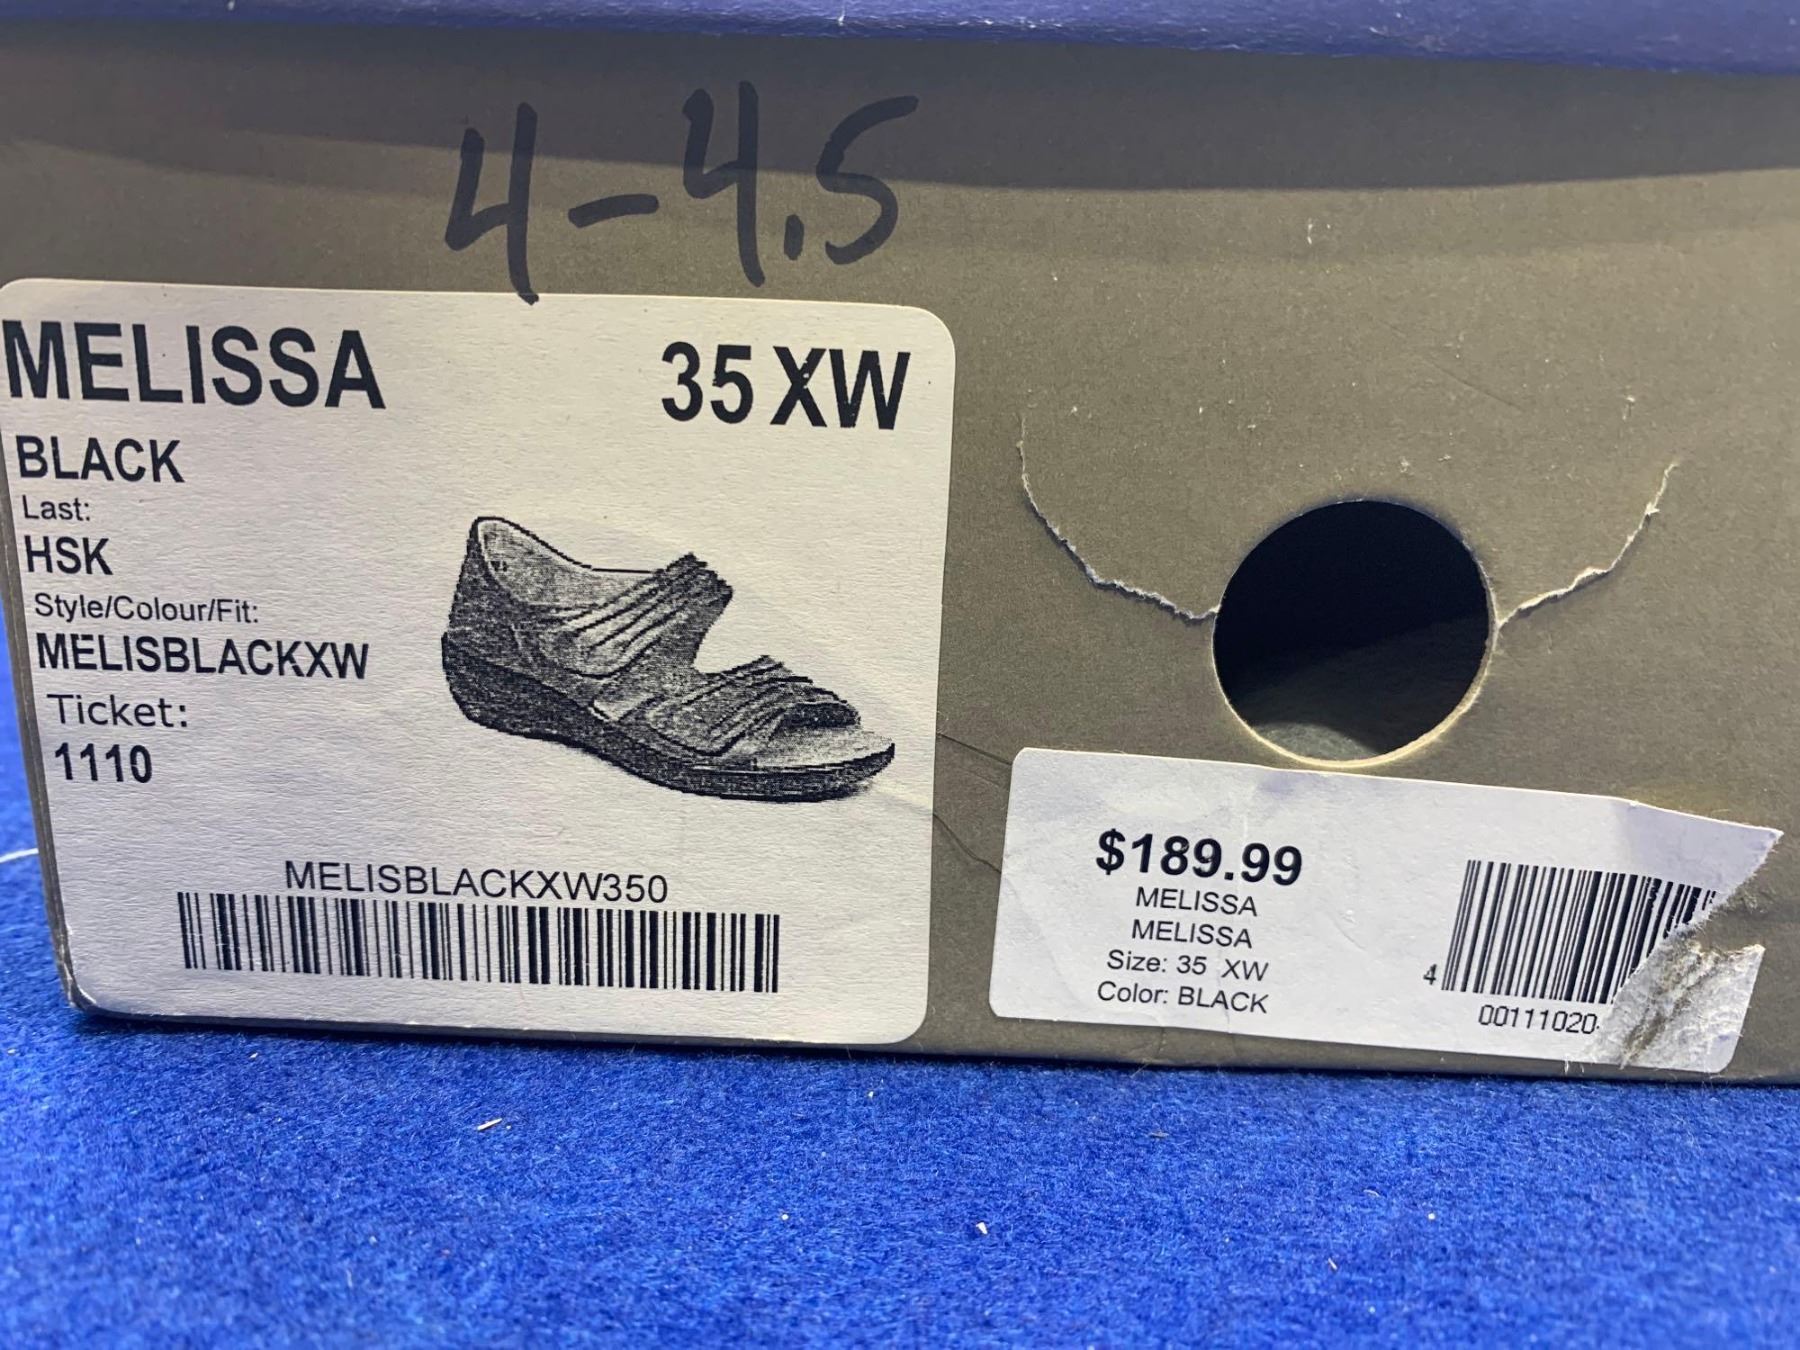 4-4.5
MELISSA 35 XW
BLACK
Last:
HSK
Style/Colour/Fit:
MELISBLACKXW
Ticket:
1110
MELISBLACKXW350
$189.99
MELISSA
MELISSA
Size: 35 XW
Color: BLACK
4
00111020